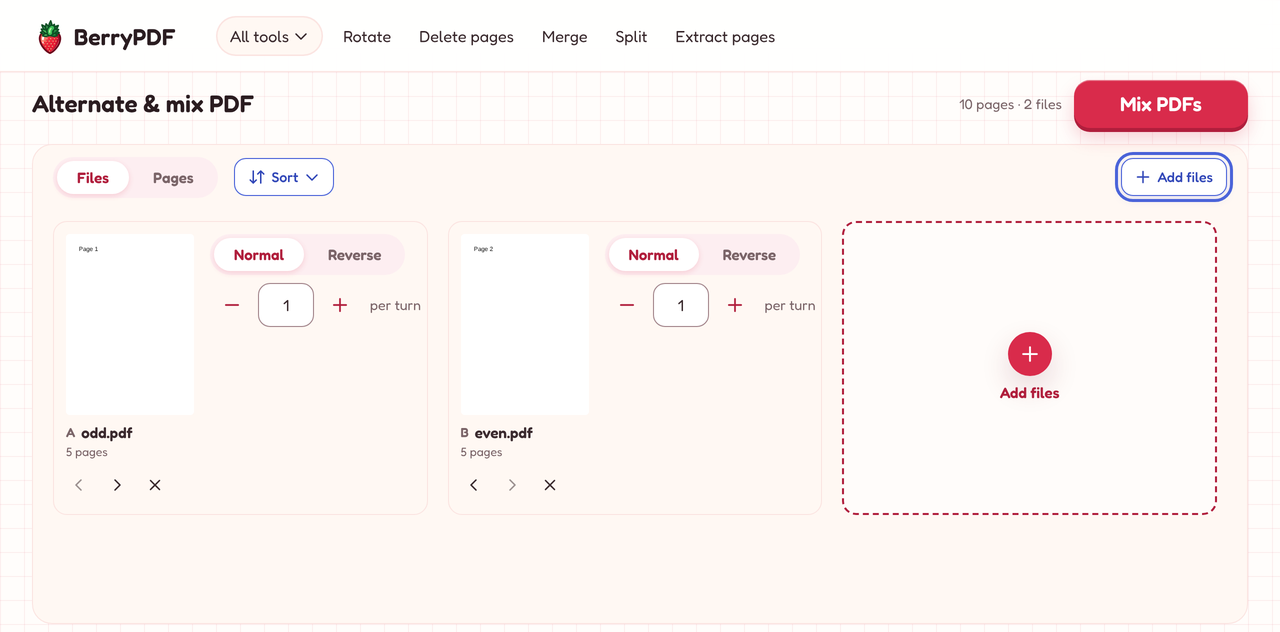 BerryPDF
All tools
Rotate
Delete pages
Merge
Split
Extract pages
Alternate & mix PDF
10 pages · 2 files
Mix PDFs
Files
Pages
Sort
Add files
Page 1
Normal
Reverse
1
per turn
A odd.pdf
5 pages
Page 2
Normal
Reverse
1
per turn
B even.pdf
5 pages
Add files